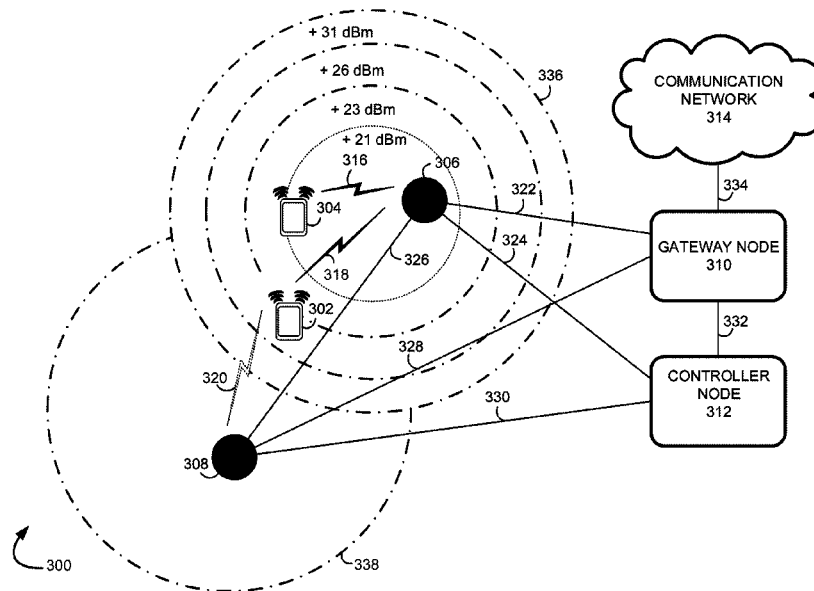 + 31 dBm
+ 26 dBm
+ 23 dBm
+ 21 dBm
336
COMMUNICATION
NETWORK
314
316
306
304
322
334
324
318
326
GATEWAY NODE
310
302
328
332
320
330
CONTROLLER
NODE
312
308
300
338